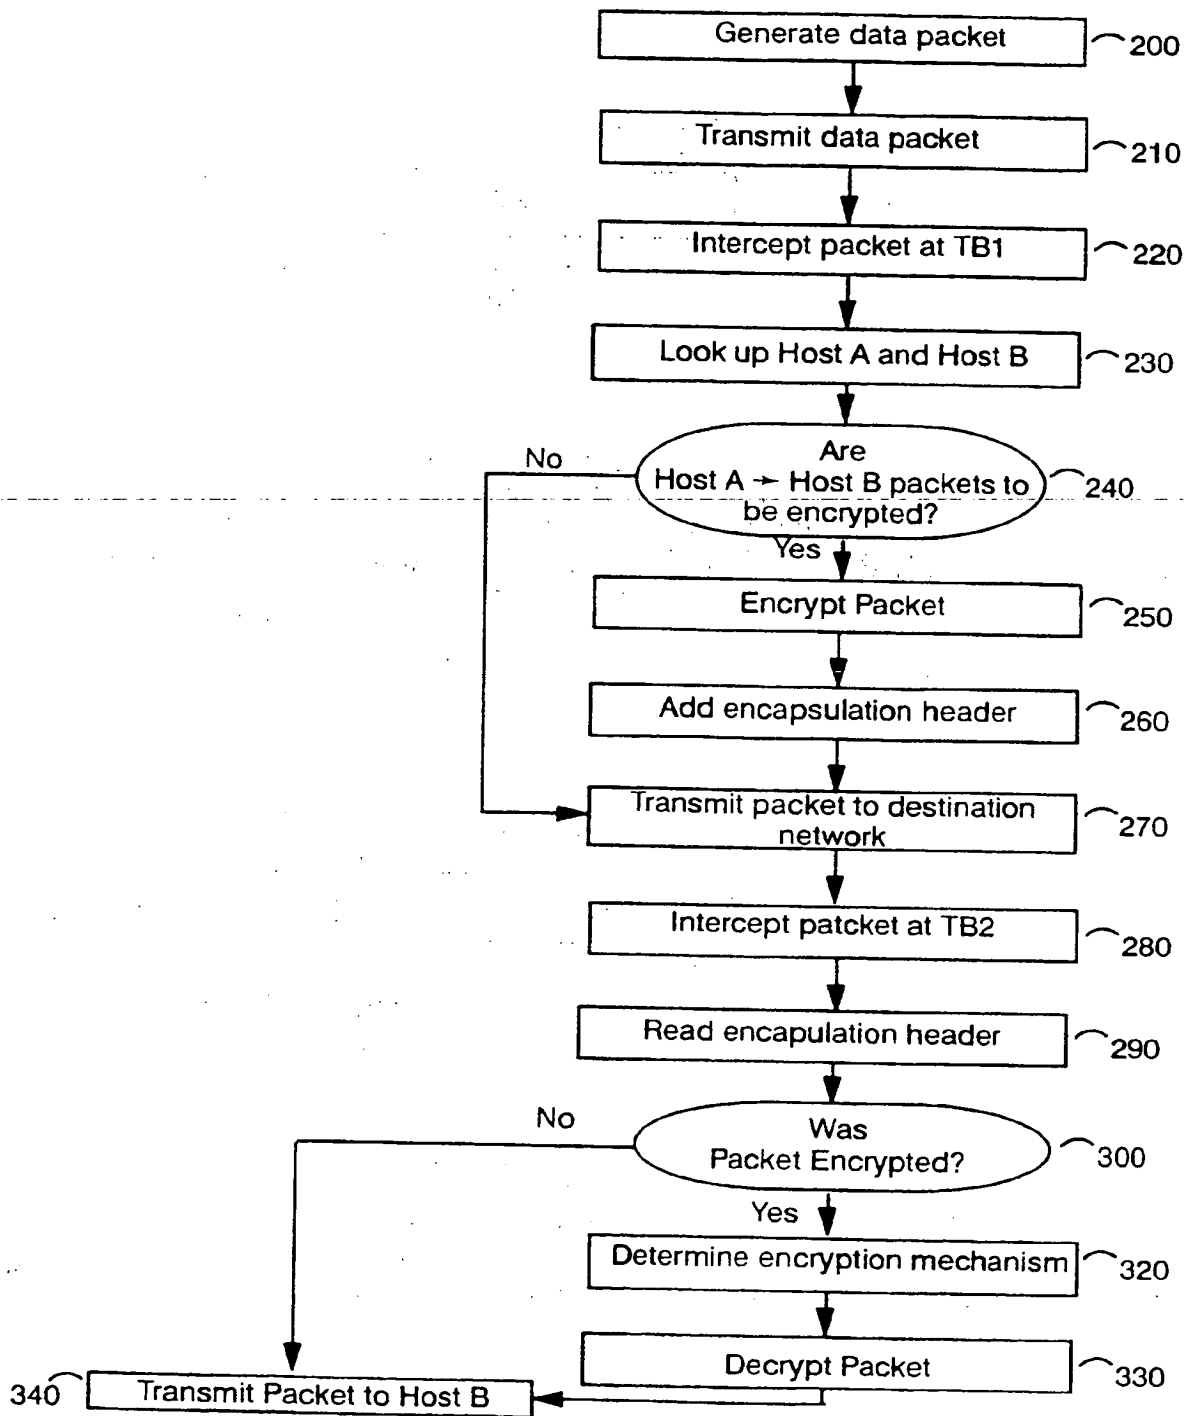 Generate data packet
200
Transmit data packet
210
Intercept packet at TB1
220
Look up Host A and Host B
230
Are
Host A → Host B packets to
be encrypted?
240
No
Yes
Encrypt Packet
250
Add encapsulation header
260
Transmit packet to destination
network
270
Intercept patcket at TB2
280
Read encapulation header
290
Was
Packet Encrypted?
300
No
Yes
Determine encryption mechanism
320
Decrypt Packet
330
340
Transmit Packet to Host B